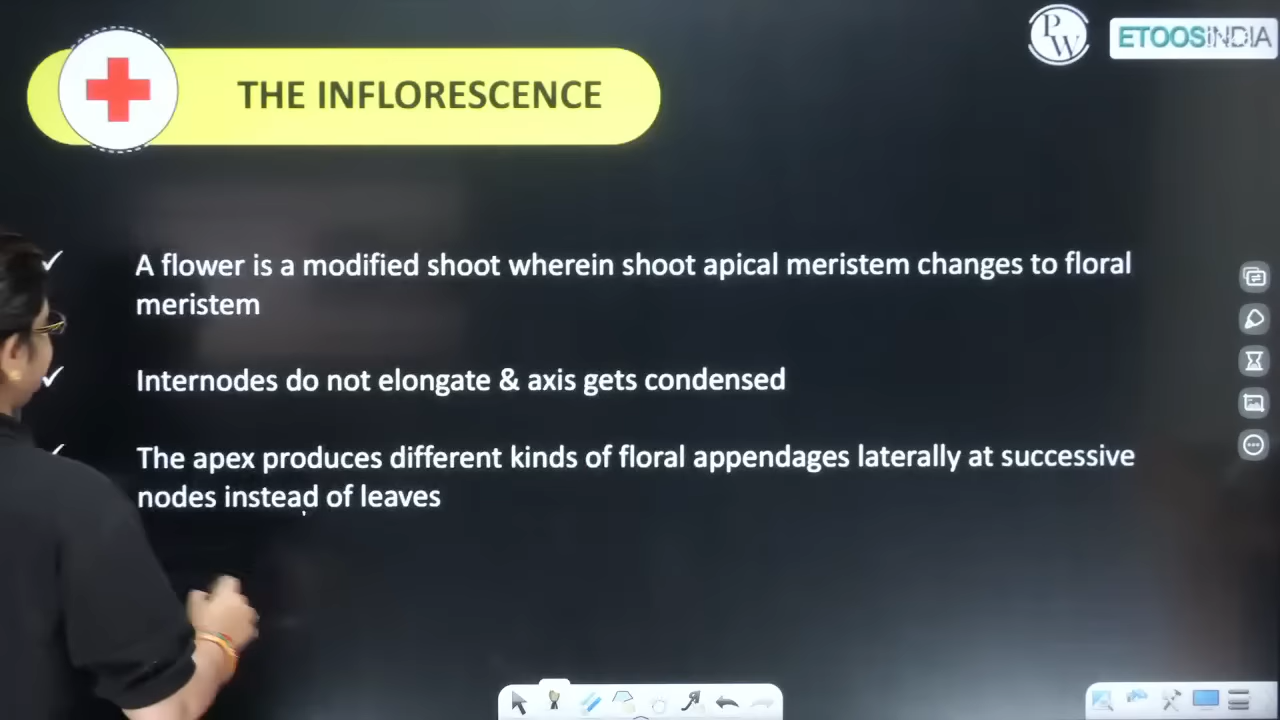 PW
ETOOSINDIA
THE INFLORESCENCE
✓ A flower is a modified shoot wherein shoot apical meristem changes to floral
meristem
✓ Internodes do not elongate & axis gets condensed
✓ The apex produces different kinds of floral appendages laterally at successive
nodes instead of leaves